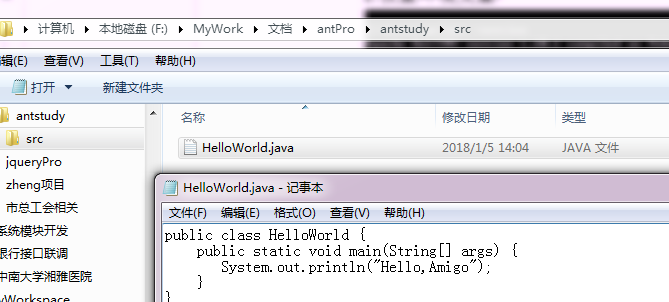 计算机 本地磁盘 (F:) MyWork 文档 antPro antstudy src
辑(E) 查看(V) 工具(T) 帮助(H)
打开 新建文件夹
antstudy
src
jqueryPro
zheng项目
市总工会相关
系统模块开发
银行接口联调
中南大学湘雅医院
yWorkspace
名称 修改日期 类型
HelloWorld.java 2018/1/5 14:04 JAVA 文件
HelloWorld.java - 记事本
文件(F) 编辑(E) 格式(O) 查看(V) 帮助(H)
public class HelloWorld {
public static void main(String[] args) {
System.out.println("Hello,Amigo");
}
}